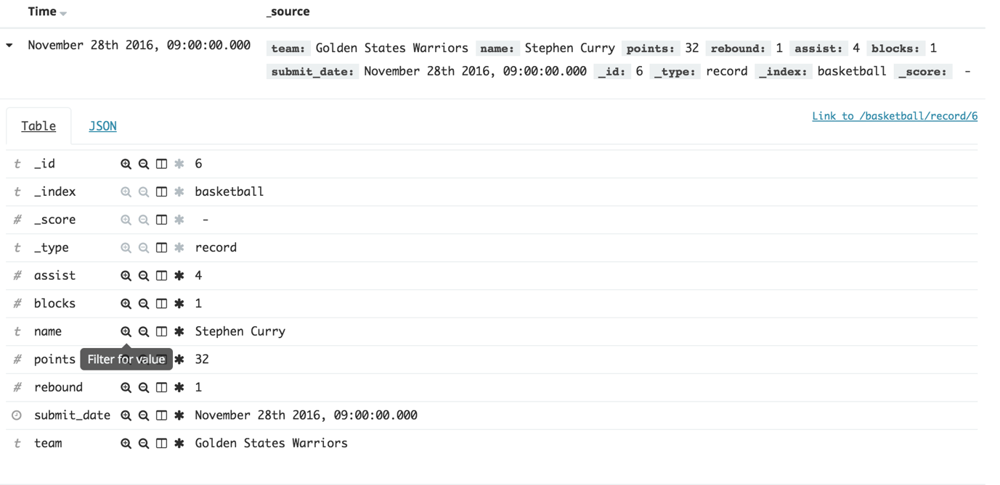 Time _source
November 28th 2016, 09:00:00.000 team: Golden States Warriors name: Stephen Curry points: 32 rebound: 1 assist: 4 blocks: 1
submit_date: November 28th 2016, 09:00:00.000 _id: 6 _type: record _index: basketball _score: -
Table JSON Link to /basketball/record/6
t _id 6
t _index basketball
# _score -
t _type record
# assist 4
# blocks 1
t name Stephen Curry
# points Filter for value 32
# rebound 1
submit_date November 28th 2016, 09:00:00.000
t team Golden States Warriors